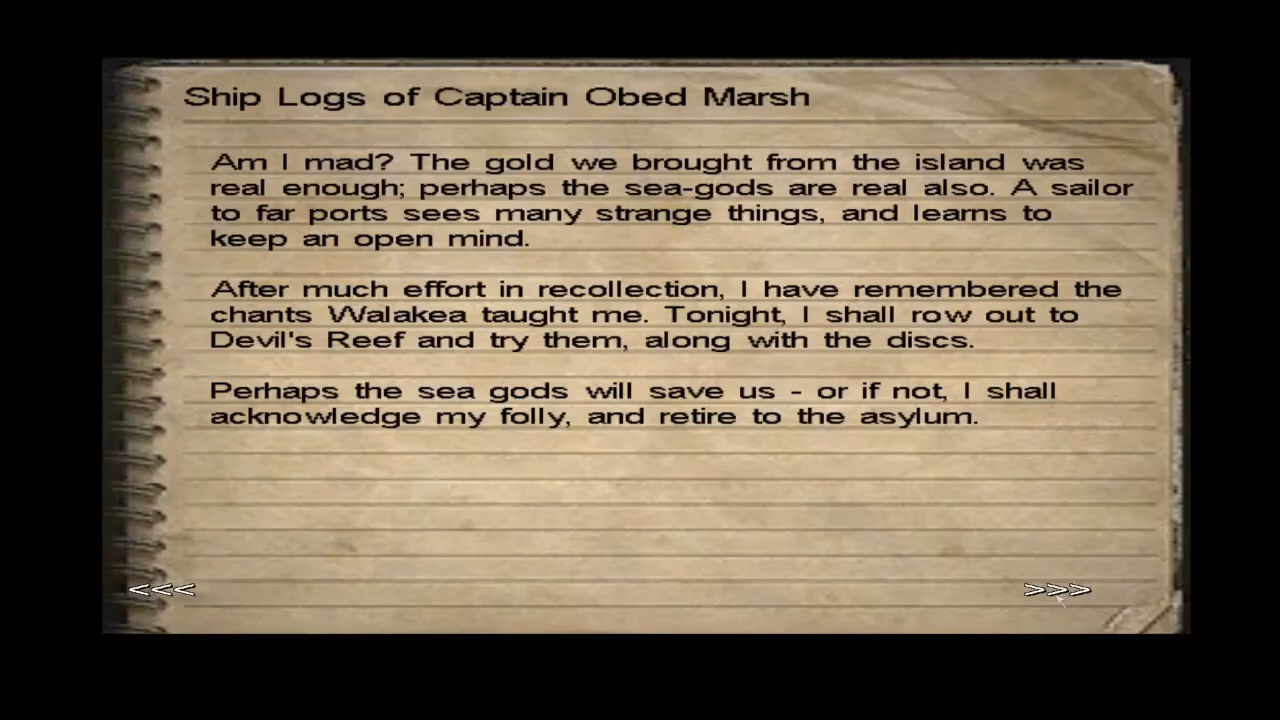 Ship Logs of Captain Obed Marsh
Am I mad? The gold we brought from the island was
real enough; perhaps the sea-gods are real also. A sailor
to far ports sees many strange things, and learns to
keep an open mind.
After much effort in recollection, I have remembered the
chants Walakea taught me. Tonight, I shall row out to
Devil's Reef and try them, along with the discs.
Perhaps the sea gods will save us - or if not, I shall
acknowledge my folly, and retire to the asylum.
<<< >>>